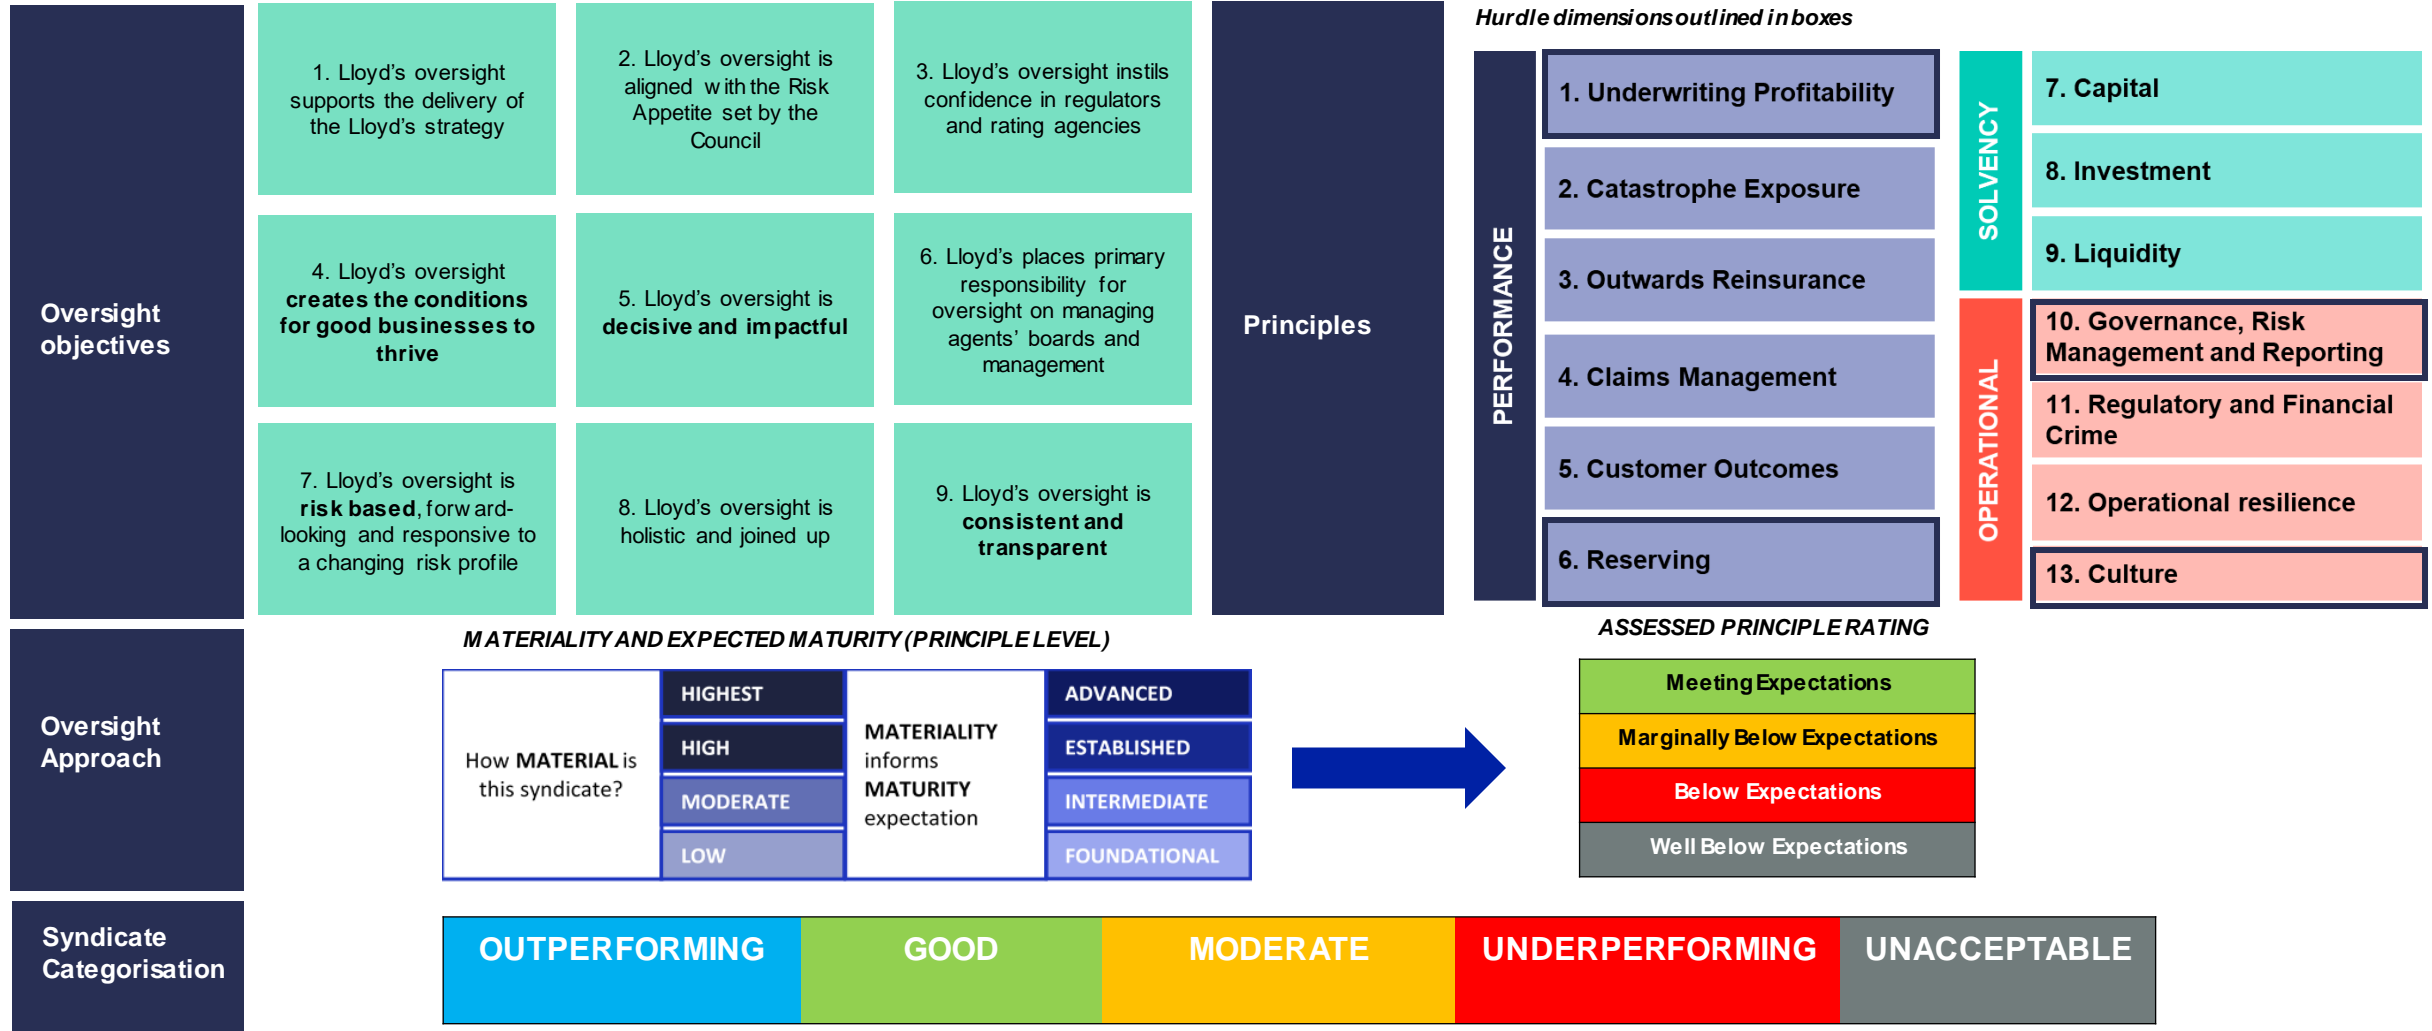 Oversight
objectives
1. Lloyd's oversight
supports the delivery of
the Lloyd's strategy
2. Lloyd's oversight is
aligned with the Risk
Appetite set by the
Council
3. Lloyd's oversight instils
confidence in regulators
and rating agencies
4. Lloyd's oversight
creates the conditions
for good businesses to
thrive
5. Lloyd's oversight is
decisive and impactful
6. Lloyd's places primary
responsibility for
oversight on managing
agents' boards and
management
7. Lloyd's oversight is
risk based, forward-
looking and responsive to
a changing risk profile
8. Lloyd's oversight is
holistic and joined up
9. Lloyd's oversight is
consistent and
transparent
Principles
Hurdle dimensions outlined in boxes
PERFORMANCE
1. Underwriting Profitability
2. Catastrophe Exposure
3. Outwards Reinsurance
4. Claims Management
5. Customer Outcomes
6. Reserving
SOLVENCY
7. Capital
8. Investment
9. Liquidity
OPERATIONAL
10. Governance, Risk
Management and Reporting
11. Regulatory and Financial
Crime
12. Operational resilience
13. Culture
Oversight
Approach
MATERIALITY AND EXPECTED MATURITY (PRINCIPLE LEVEL)
How MATERIAL is
this syndicate?
HIGHEST
HIGH
MODERATE
LOW
MATERIALITY
informs
MATURITY
expectation
ADVANCED
ESTABLISHED
INTERMEDIATE
FOUNDATIONAL
ASSESSED PRINCIPLE RATING
Meeting Expectations
Marginally Below Expectations
Below Expectations
Well Below Expectations
Syndicate
Categorisation
OUTPERFORMING
GOOD
MODERATE
UNDERPERFORMING
UNACCEPTABLE